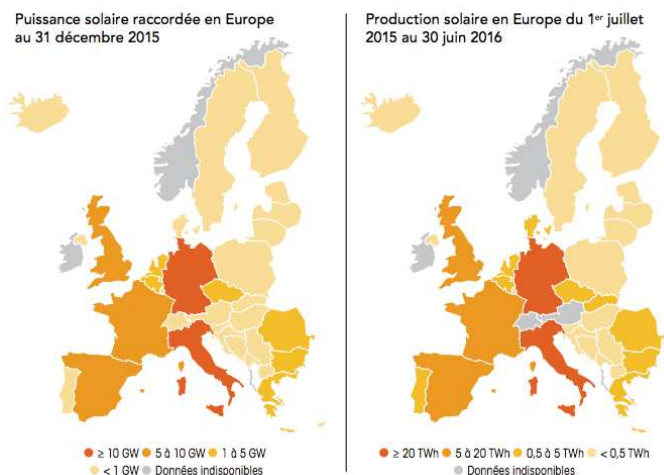 Puissance solaire raccordée en Europe
au 31 décembre 2015
Production solaire en Europe du 1er juillet
2015 au 30 juin 2016
≥ 10 GW 5 à 10 GW 1 à 5 GW
< 1 GW Données indisponibles
≥ 20 TWh 5 à 20 TWh 0,5 à 5 TWh < 0,5 TWh
Données indisponibles